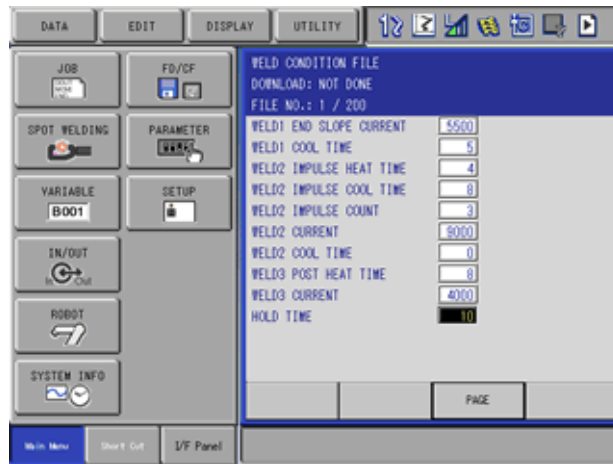 DATA EDIT DISPLAY UTILITY
JOB
FD/CF
SPOT WELDING
PARAMETER
VARIABLE
B001
SETUP
IN/OUT
In Out
ROBOT
SYSTEM INFO
WELD CONDITION FILE
DOWNLOAD: NOT DONE
FILE NO.: 1 / 200
WELD1 END SLOPE CURRENT 5500
WELD1 COOL TIME 5
WELD2 IMPULSE HEAT TIME 4
WELD2 IMPULSE COOL TIME 8
WELD2 IMPULSE COUNT 3
WELD2 CURRENT 9000
WELD2 COOL TIME 0
WELD3 POST HEAT TIME 8
WELD3 CURRENT 4000
HOLD TIME 10
PAGE
Main Menu Short Cut I/F Panel